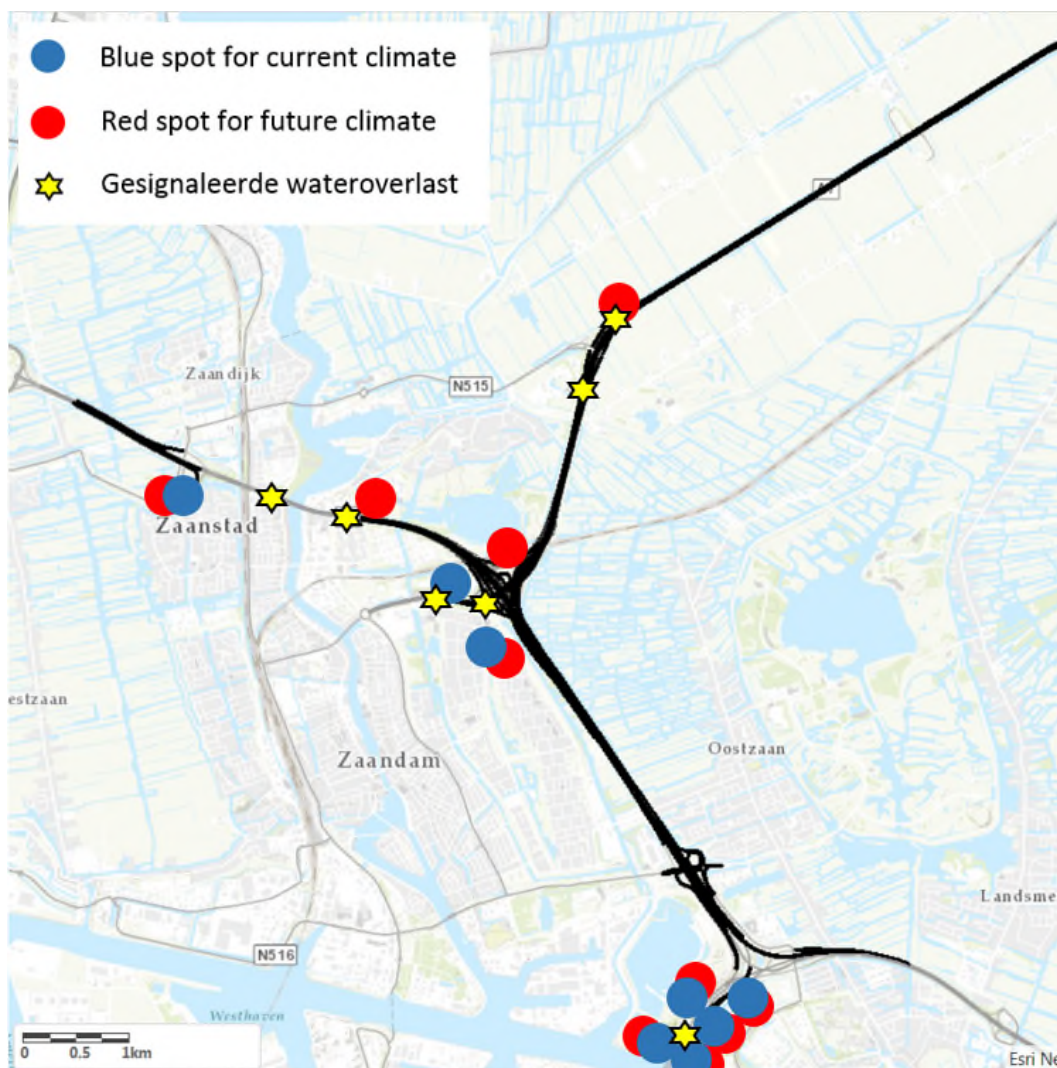 Blue spot for current climate
Red spot for future climate
Gesignaleerde wateroverlast
A7
Zaandijk
N515
Zaanstad
estzaan
Zaandam
Oostzaan
Landsme
N516
Westhaven
0 0.5 1km
Esri Ne